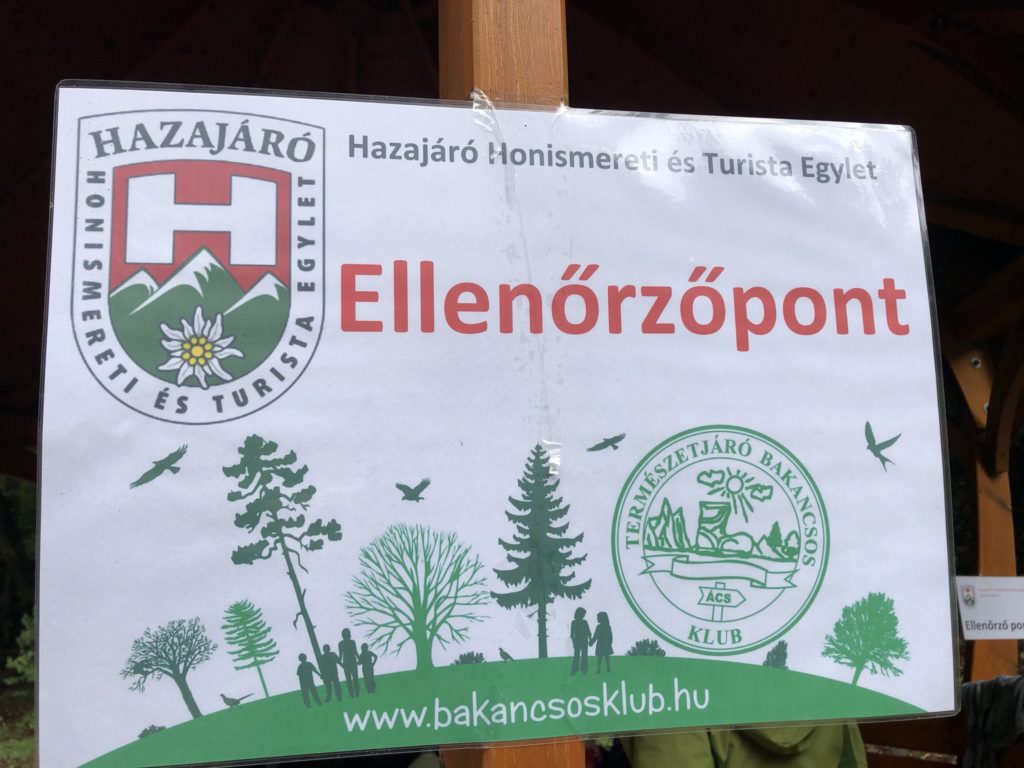 HAZAJÁRÓ
HONISMERETI ÉS TURISTA EGYLET
Hazajáró Honismereti és Turista Egylet
Ellenőrzőpont
TERMÉSZETJÁRÓ BAKANCSOS
ÁCS
KLUB
www.bakancsosklub.hu
Ellenőrző